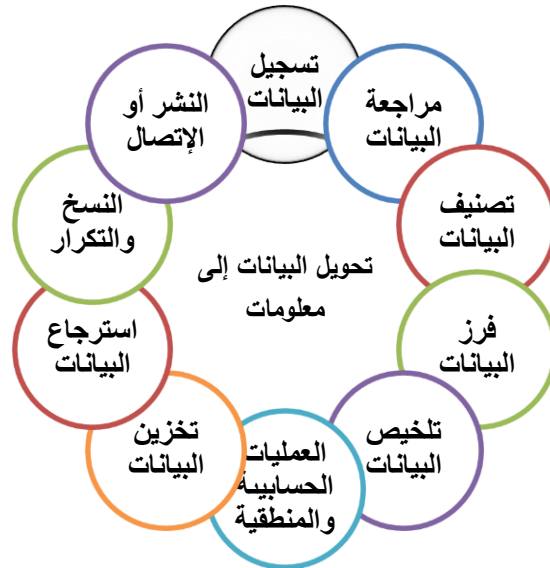 تسجيل
البيانات
مراجعة
البيانات
تصنيف
البيانات
فرز
البيانات
تلخيص
البيانات
العمليات
الحسابية
والمنطقية
تخزين
البيانات
استرجاع
البيانات
النسخ
والتكرار
النشر أو
الإتصال
تحويل البيانات إلى
معلومات